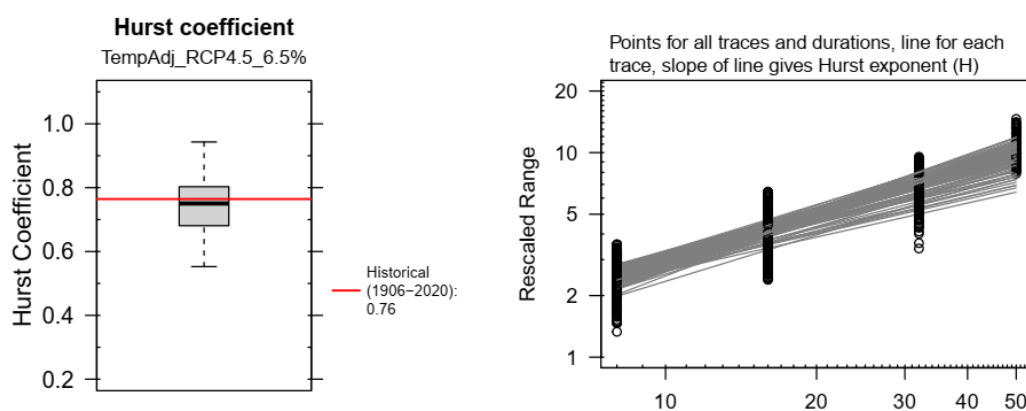 Hurst coefficient
TempAdj_RCP4.5_6.5%
Hurst Coefficient
1.0
0.8
0.6
0.4
0.2
Historical
(1906−2020):
0.76
Points for all traces and durations, line for each
trace, slope of line gives Hurst exponent (H)
Rescaled Range
20
10
5
2
1
10
20
30
40
50